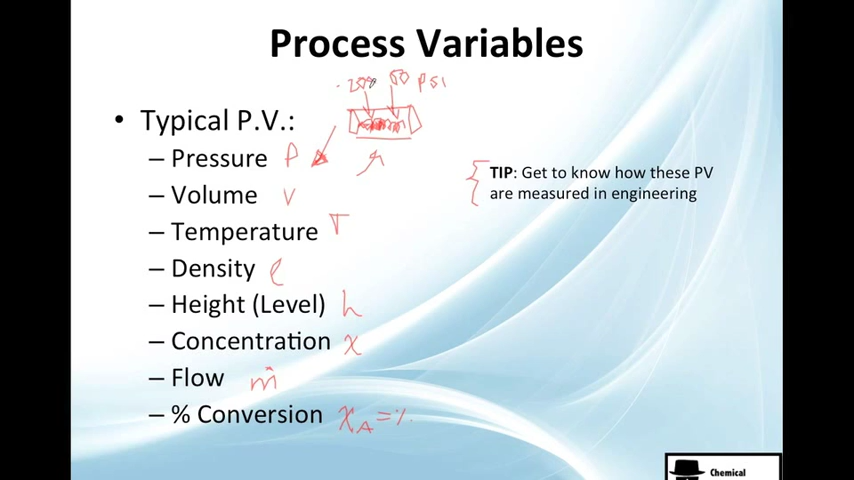 Process Variables
50 psi
• Typical P.V.:
– Pressure P
– Volume V
– Temperature T
– Density ρ
– Height (Level) h
– Concentration x
– Flow ṁ
– % Conversion x_A = %
TIP: Get to know how these PV
are measured in engineering
Chemical